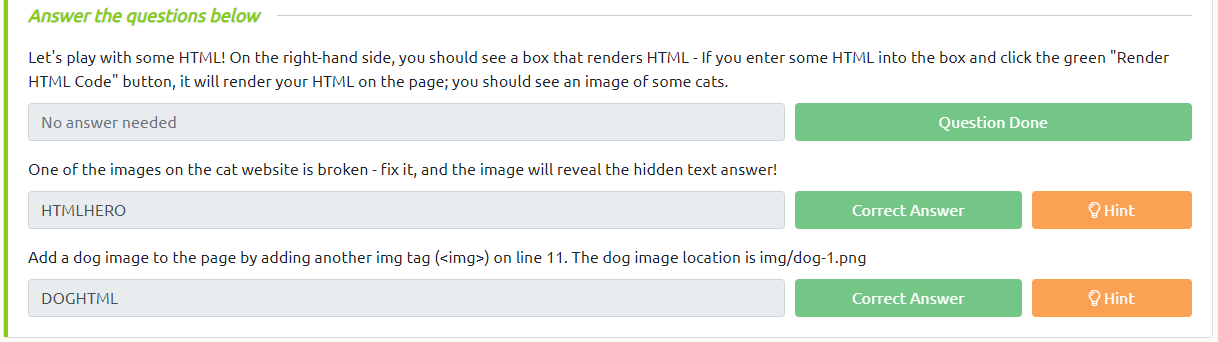 Answer the questions below
Let's play with some HTML! On the right-hand side, you should see a box that renders HTML - If you enter some HTML into the box and click the green "Render
HTML Code" button, it will render your HTML on the page; you should see an image of some cats.
No answer needed
Question Done
One of the images on the cat website is broken - fix it, and the image will reveal the hidden text answer!
HTMLHERO
Correct Answer
Hint
Add a dog image to the page by adding another img tag (<img>) on line 11. The dog image location is img/dog-1.png
DOGHTML
Correct Answer
Hint